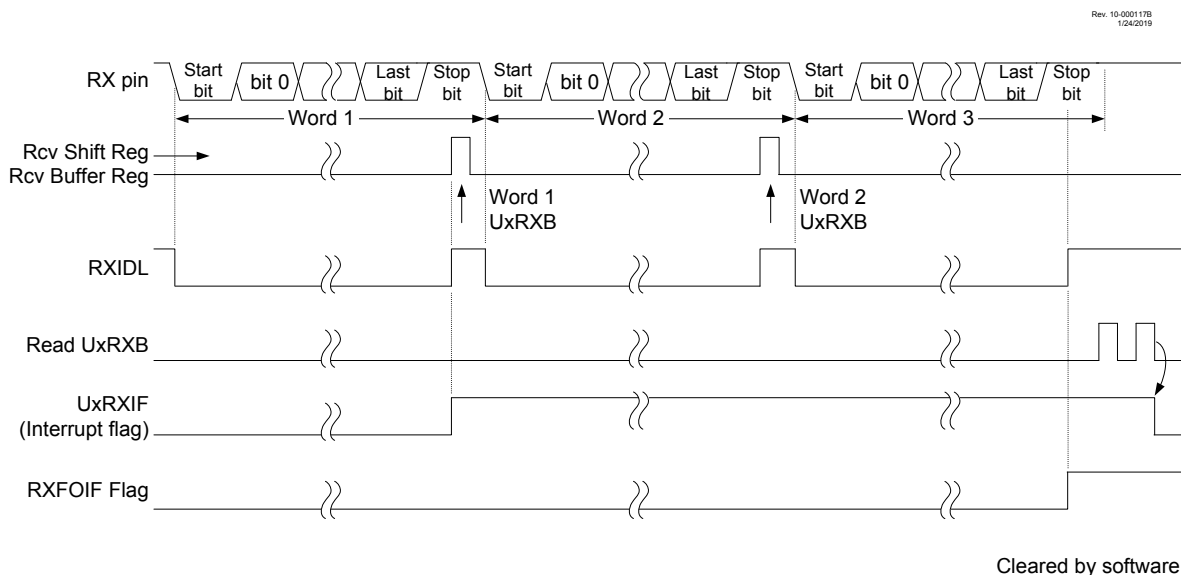 Rev. 10-000117B
1/24/2019
RX pin
Start bit
bit 0
Last bit
Stop bit
Start bit
bit 0
Last bit
Stop bit
Start bit
bit 0
Last bit
Stop bit
Word 1
Word 2
Word 3
Rcv Shift Reg
Rcv Buffer Reg
Word 1
UxRXB
Word 2
UxRXB
RXIDL
Read UxRXB
UxRXIF
(Interrupt flag)
RXFOIF Flag
Cleared by software